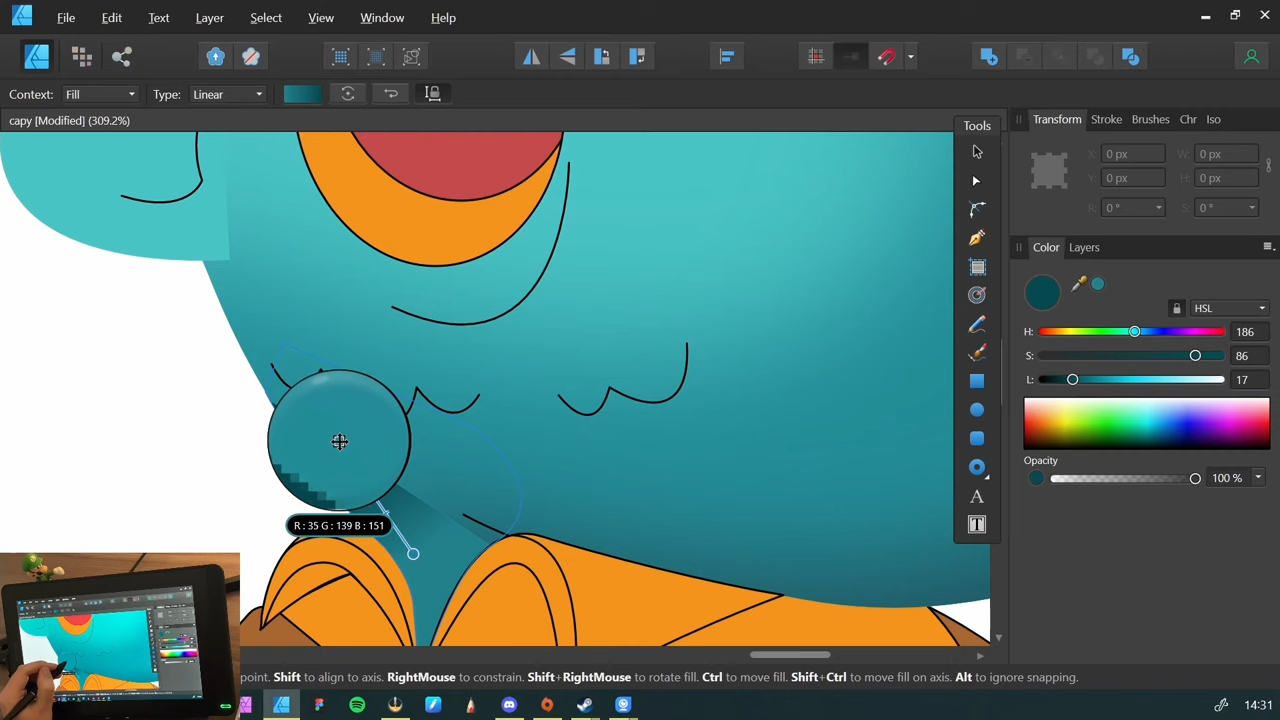 File Edit Text Layer Select View Window Help
Context: Fill Type: Linear
capy [Modified] (309.2%)
Tools
Transform Stroke Brushes Chr Iso
X: 0 px W: 0 px
Y: 0 px H: 0 px
R: 0 ° S: 0 °
Color Layers
HSL
H: 186
S: 86
L: 17
Opacity
100 %
A
T
R : 35 G : 139 B : 151
point. Shift to align to axis. RightMouse to constrain. Shift+RightMouse to rotate fill. Ctrl to move fill. Shift+Ctrl to move fill on axis. Alt to ignore snapping.
14:31